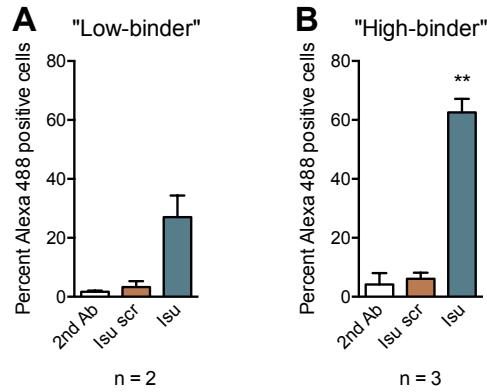 A
"Low-binder"
Percent Alexa 488 positive cells
80
60
40
20
0
2nd Ab
Isu scr
Isu
n = 2
B
"High-binder"
Percent Alexa 488 positive cells
80
60
40
20
0
**
2nd Ab
Isu scr
Isu
n = 3